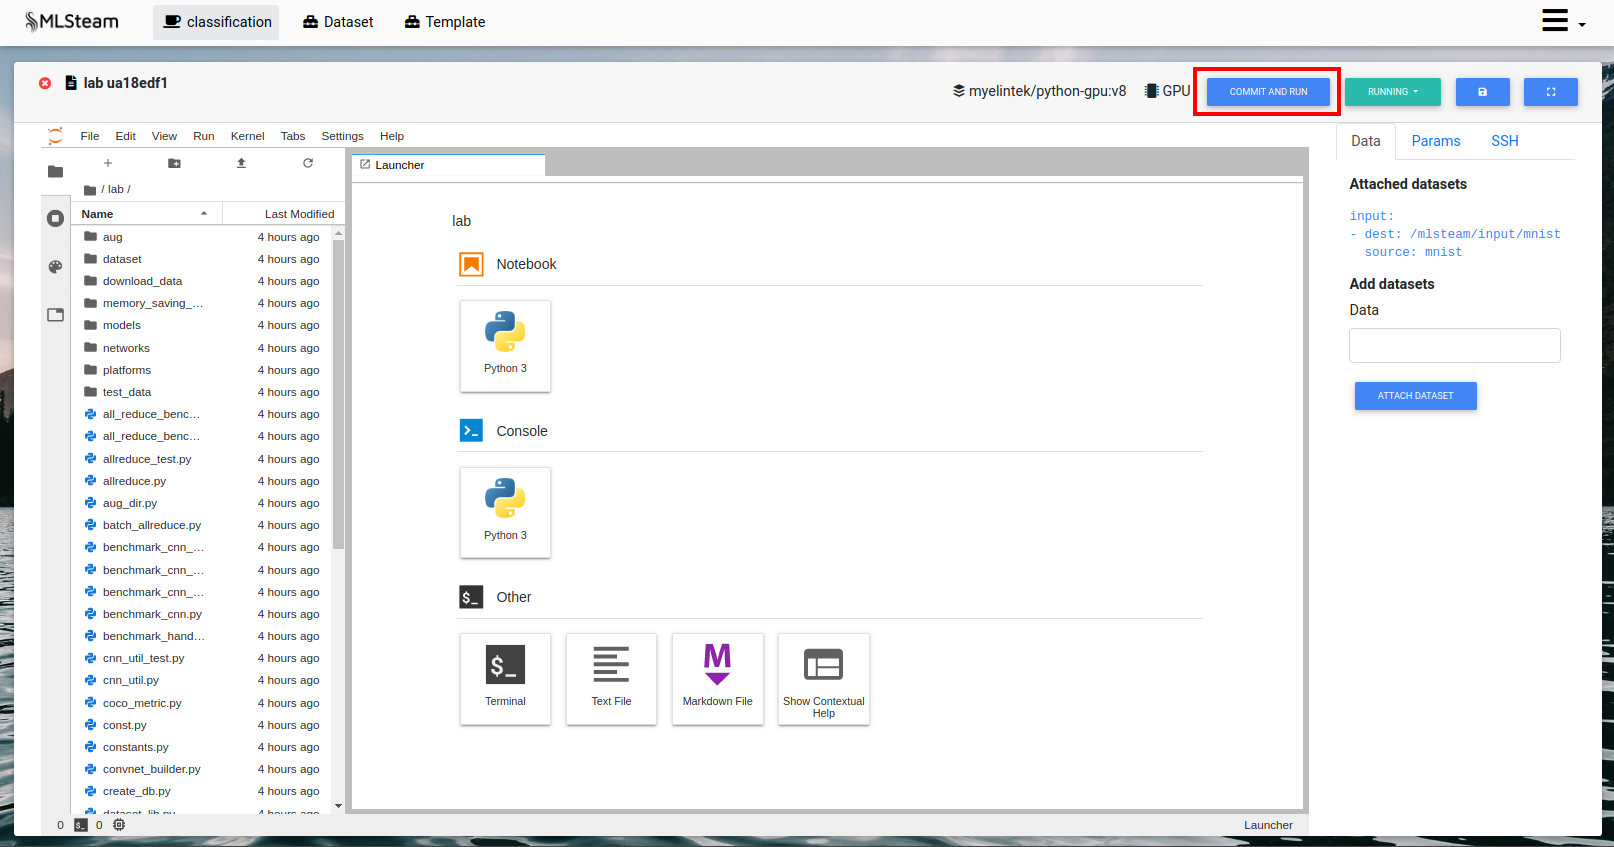 MLSteam classification Dataset Template
lab ua18edf1
myelintek/python-gpu:v8 GPU COMMIT AND RUN RUNNING
File Edit View Run Kernel Tabs Settings Help
/ lab /
Name Last Modified
aug 4 hours ago
dataset 4 hours ago
download_data 4 hours ago
memory_saving_... 4 hours ago
models 4 hours ago
networks 4 hours ago
platforms 4 hours ago
test_data 4 hours ago
all_reduce_benc... 4 hours ago
all_reduce_benc... 4 hours ago
allreduce_test.py 4 hours ago
allreduce.py 4 hours ago
aug_dir.py 4 hours ago
batch_allreduce.py 4 hours ago
benchmark_cnn_... 4 hours ago
benchmark_cnn_... 4 hours ago
benchmark_cnn_... 4 hours ago
benchmark_cnn.py 4 hours ago
benchmark_hand... 4 hours ago
cnn_util_test.py 4 hours ago
cnn_util.py 4 hours ago
coco_metric.py 4 hours ago
const.py 4 hours ago
constants.py 4 hours ago
convnet_builder.py 4 hours ago
create_db.py 4 hours ago
dataset_lib.py 4 hours ago
Launcher
lab
Notebook
Python 3
Console
Python 3
Other
$_ Terminal
Text File
Markdown File
Show Contextual
Help
Data Params SSH
Attached datasets
input:
- dest: /mlsteam/input/mnist
source: mnist
Add datasets
Data
ATTACH DATASET
0 $_ 0 Launcher